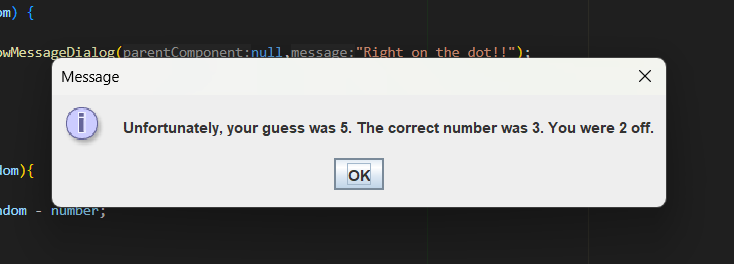 om) {
owMessageDialog(parentComponent:null,message:"Right on the dot!!");
Message
Unfortunately, your guess was 5. The correct number was 3. You were 2 off.
OK
dom){
ndom - number;